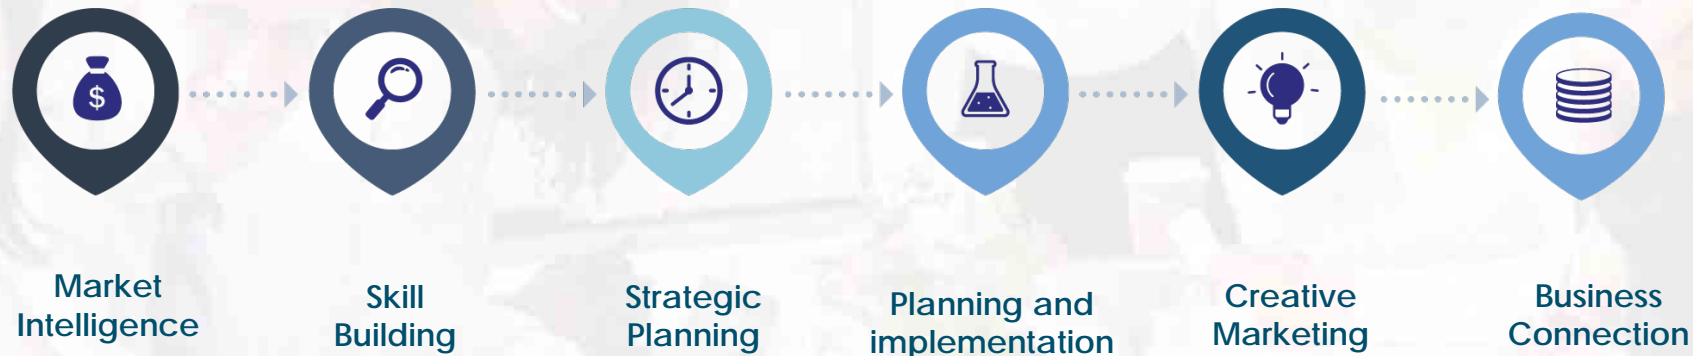 $
Market
Intelligence
Skill
Building
Strategic
Planning
Planning and
implementation
Creative
Marketing
Business
Connection